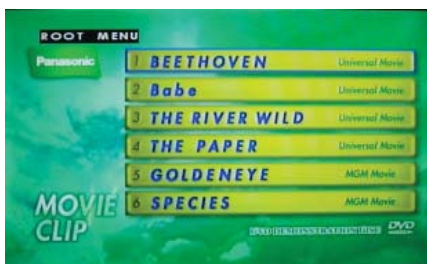 ROOT MENU
Panasonic
1 BEETHOVEN Universal Movie
2 Babe Universal Movie
3 THE RIVER WILD Universal Movie
4 THE PAPER Universal Movie
5 GOLDENEYE MGM Movie
6 SPECIES MGM Movie
MOVIE
CLIP
DVD DEMONSTRATION DISC DVD